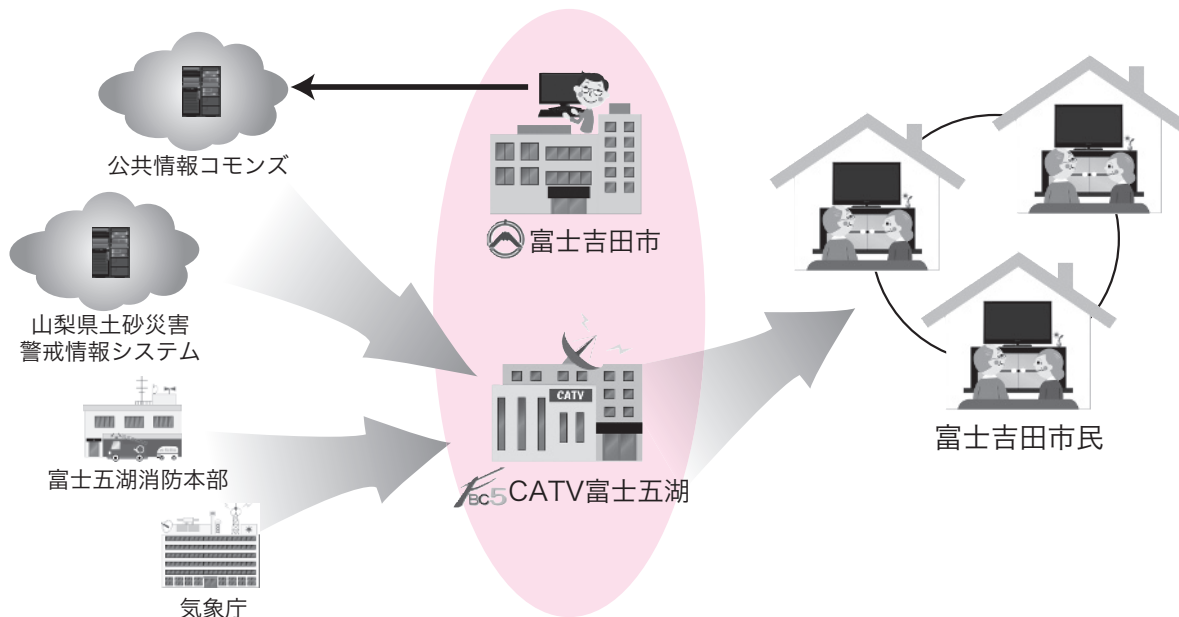 公共情報コモンズ
山梨県土砂災害
警戒情報システム
富士五湖消防本部
気象庁
富士吉田市
CATV
BC5 CATV富士五湖
富士吉田市民